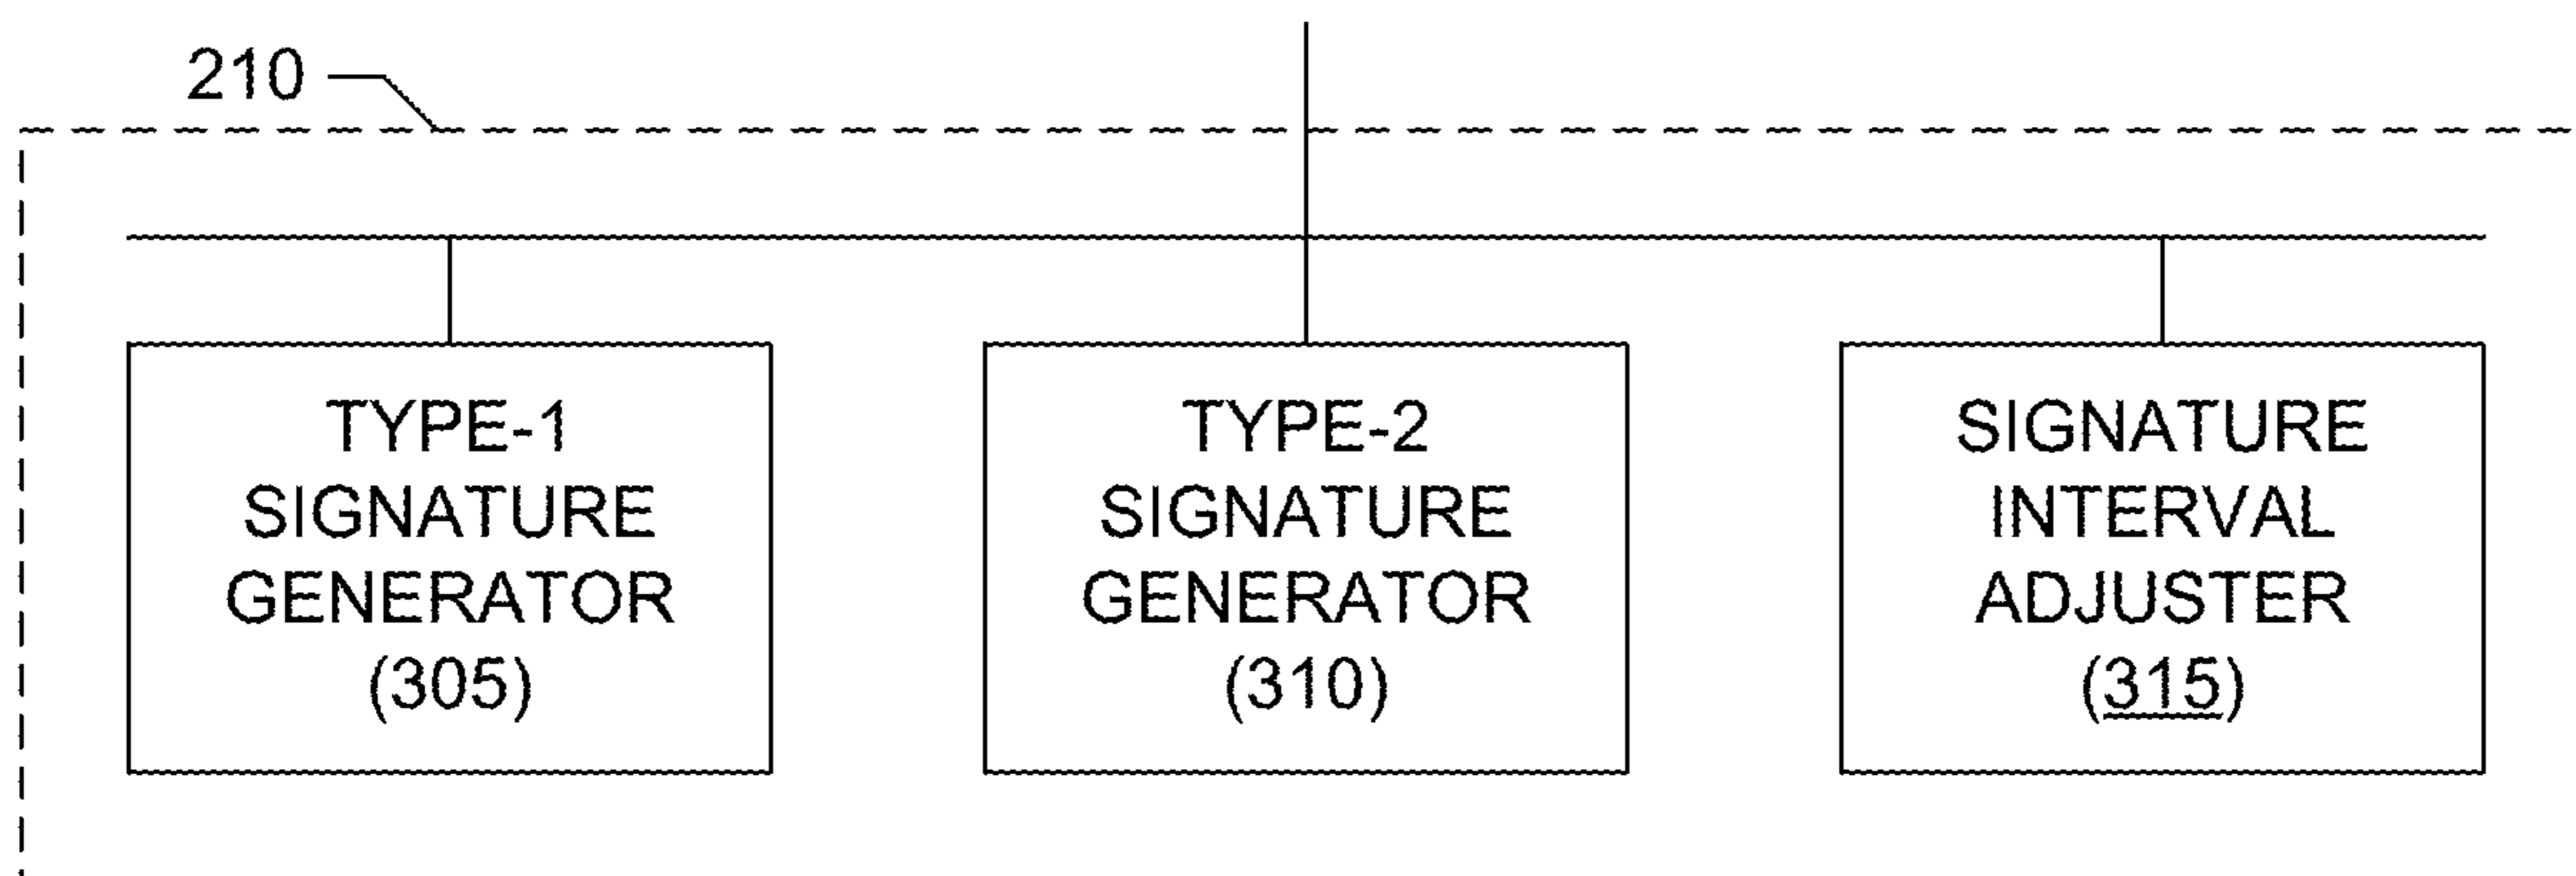 210
TYPE-1
SIGNATURE
GENERATOR
(305)
TYPE-2
SIGNATURE
GENERATOR
(310)
SIGNATURE
INTERVAL
ADJUSTER
(315)